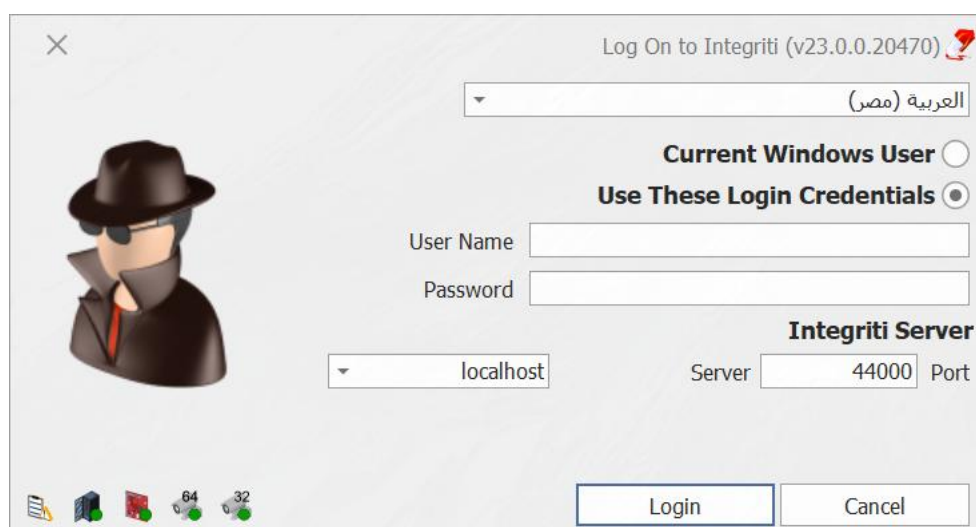 Log On to Integriti (v23.0.0.20470)
العربية (مصر)
Current Windows User
Use These Login Credentials
User Name
Password
Integriti Server
localhost Server 44000 Port
64 32
Login Cancel